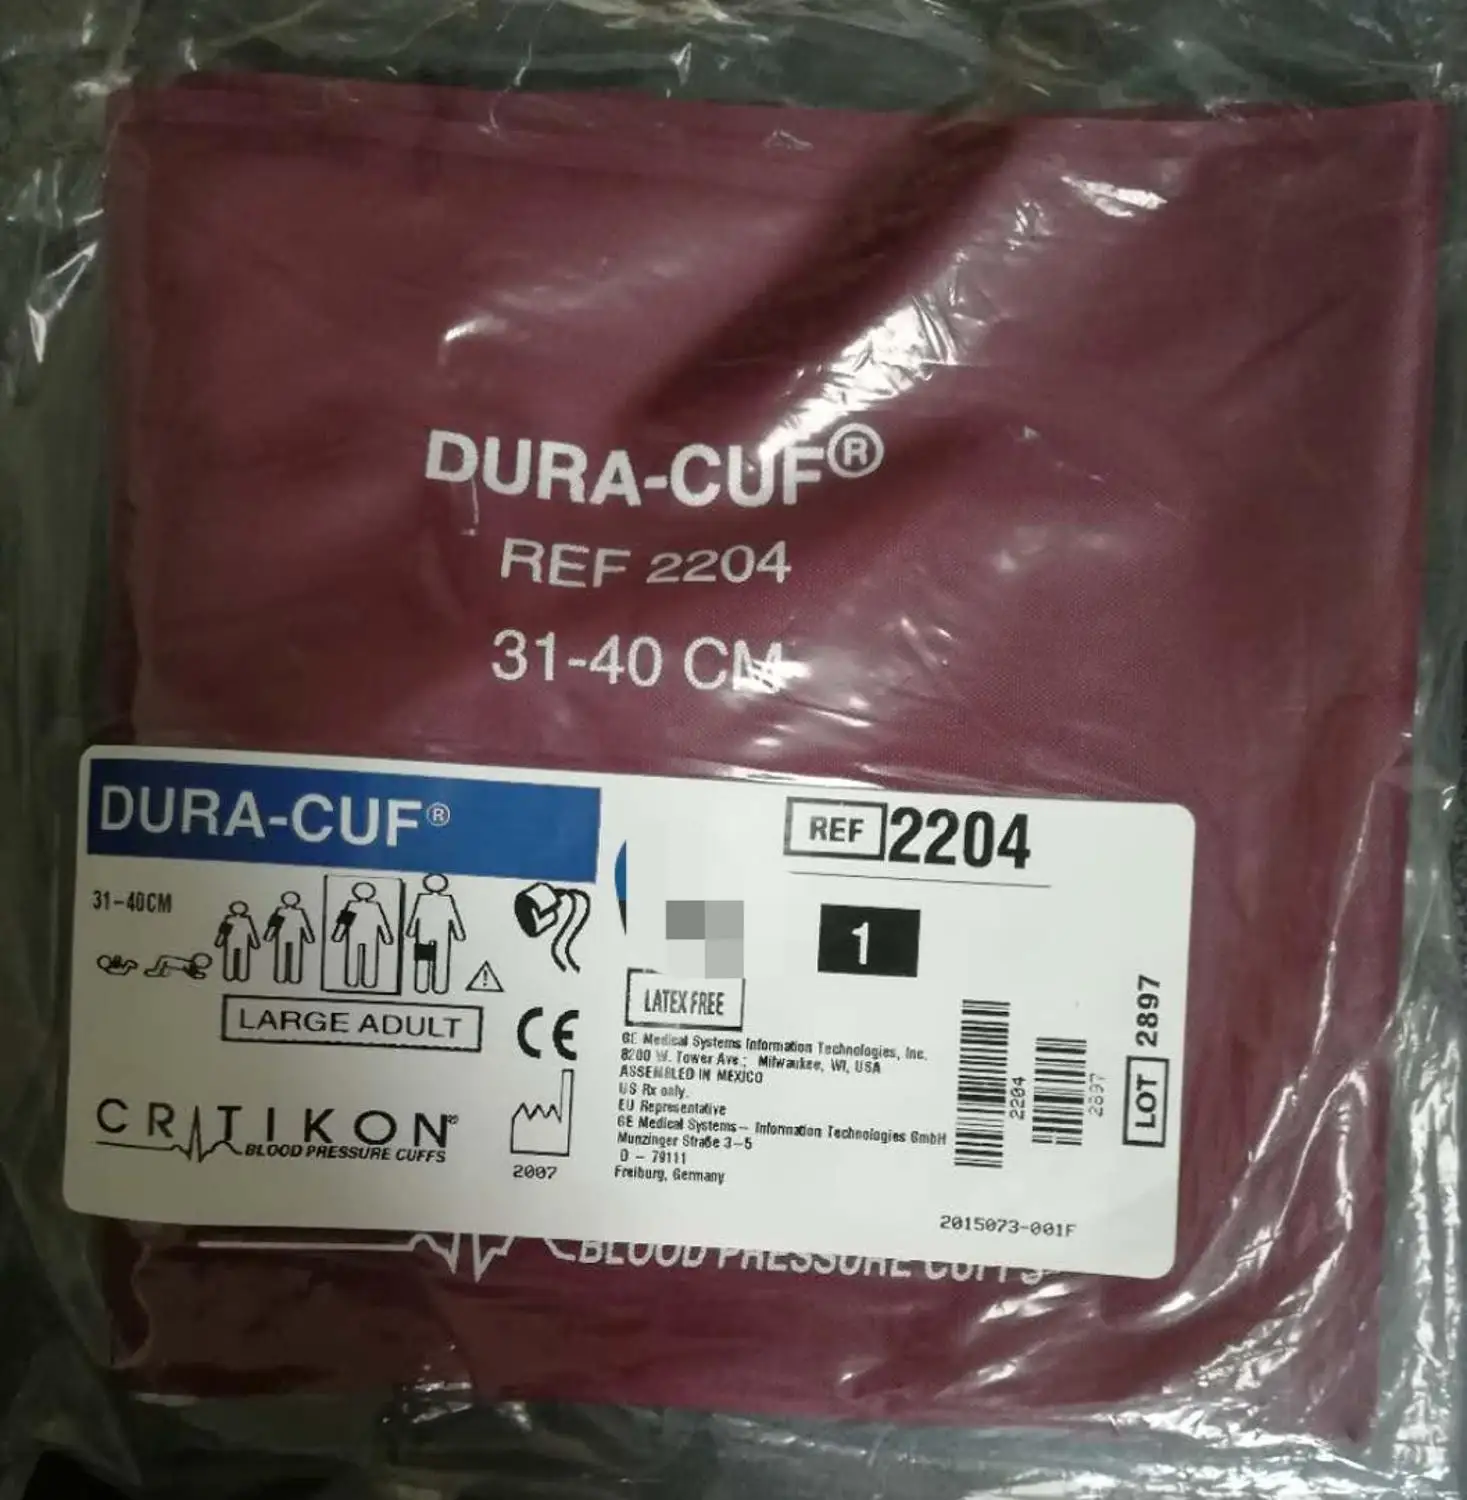 DURA-CUF®
REF 2204
31-40 CM
DURA-CUF®
31-40CM
LARGE ADULT
CE
CRITIKON®
BLOOD PRESSURE CUFFS
2007
REF 2204
1
LATEX FREE
GE Medical Systems Information Technologies, Inc.
8200 W. Tower Ave; Milwaukee, WI, USA
ASSEMBLED IN MEXICO
US Rx only.
EU Representative
GE Medical Systems- Information Technologies GmbH
Munzinger Straße 3-5
D - 79111
Freiburg, Germany
2204
2897
LOT 2897
2015073-001F
BLOOD PRESSURE CUFFS